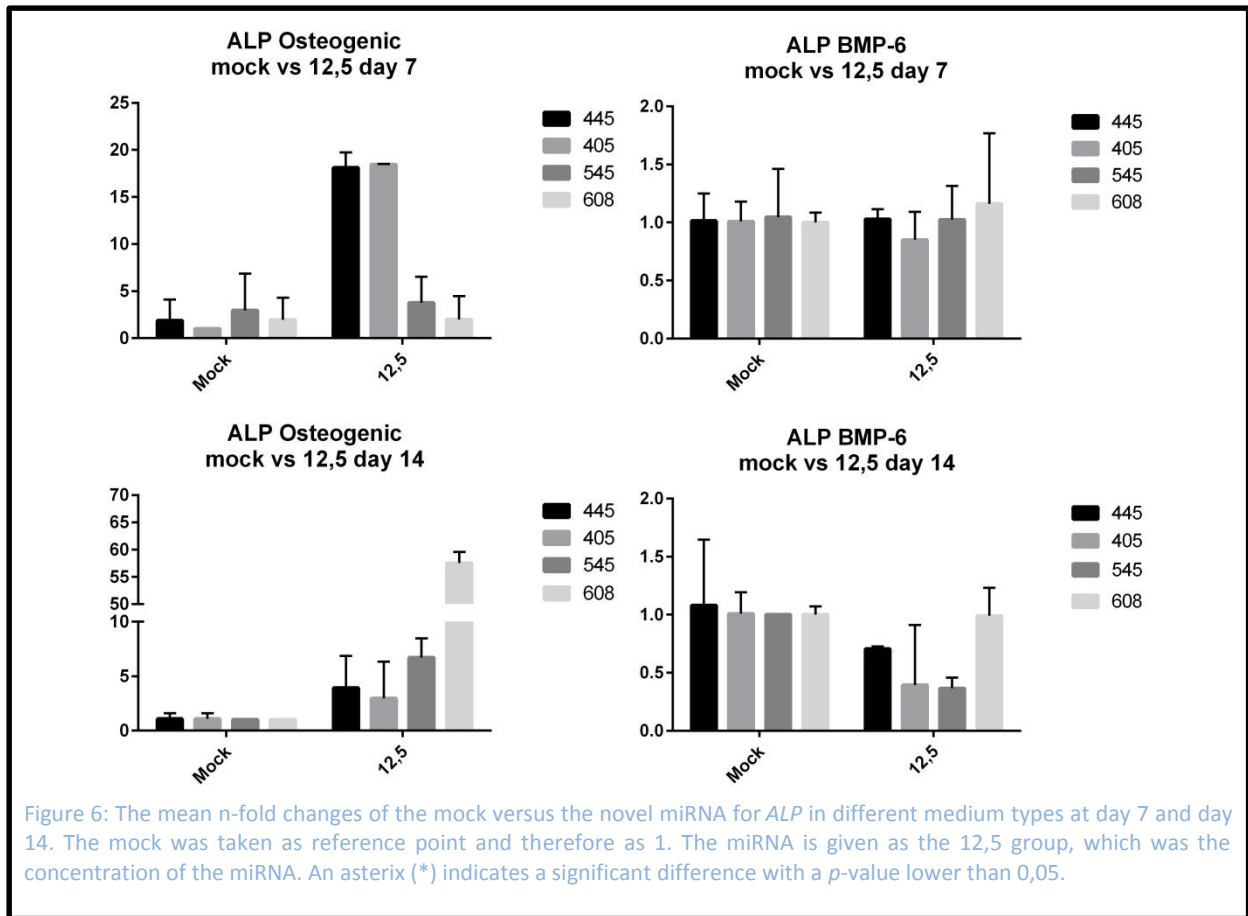 ALP Osteogenic
mock vs 12,5 day 7
25
20
15
10
5
0
Mock
12,5
445
405
545
608
ALP BMP-6
mock vs 12,5 day 7
2.0
1.5
1.0
0.5
0.0
Mock
12,5
445
405
545
608
ALP Osteogenic
mock vs 12,5 day 14
70
65
60
55
50
10
5
0
Mock
12,5
445
405
545
608
ALP BMP-6
mock vs 12,5 day 14
2.0
1.5
1.0
0.5
0.0
Mock
12,5
445
405
545
608
Figure 6: The mean n-fold changes of the mock versus the novel miRNA for ALP in different medium types at day 7 and day
14. The mock was taken as reference point and therefore as 1. The miRNA is given as the 12,5 group, which was the
concentration of the miRNA. An asterix (*) indicates a significant difference with a p-value lower than 0,05.